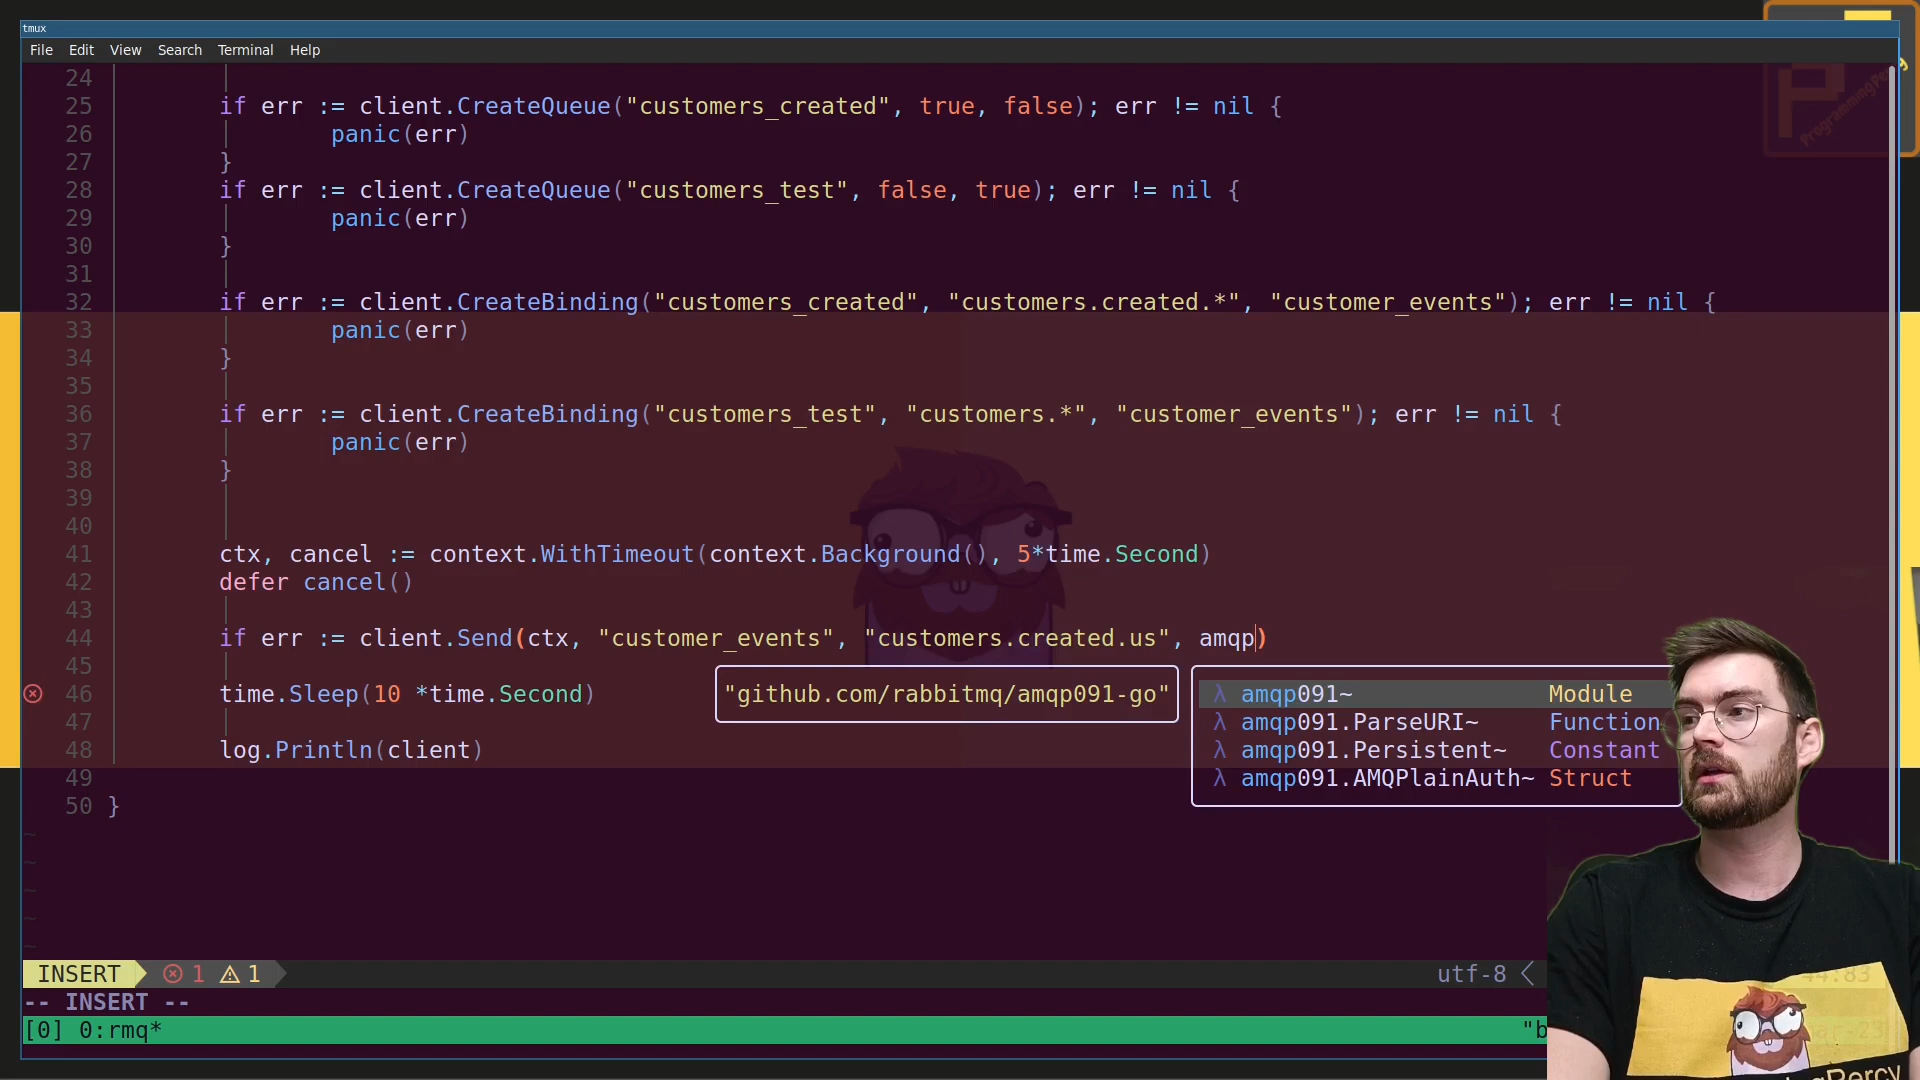 tmux
File Edit View Search Terminal Help
24
25 if err := client.CreateQueue("customers_created", true, false); err != nil {
26 panic(err)
27 }
28 if err := client.CreateQueue("customers_test", false, true); err != nil {
29 panic(err)
30 }
31
32 if err := client.CreateBinding("customers_created", "customers.created.*", "customer_events"); err != nil {
33 panic(err)
34 }
35
36 if err := client.CreateBinding("customers_test", "customers.*", "customer_events"); err != nil {
37 panic(err)
38 }
39
40
41 ctx, cancel := context.WithTimeout(context.Background(), 5*time.Second)
42 defer cancel()
43
44 if err := client.Send(ctx, "customer_events", "customers.created.us", amqp)
45
46 time.Sleep(10 *time.Second) "github.com/rabbitmq/amqp091-go" λ amqp091~ Module
47 λ amqp091.ParseURI~ Function
48 log.Println(client) λ amqp091.Persistent~ Constant
49 λ amqp091.AMQPlainAuth~ Struct
50 }
~
~
~
~
~
INSERT 1 1 utf-8 44:83
-- INSERT --
[0] 0:rmq* "b
ProgrammingPercy